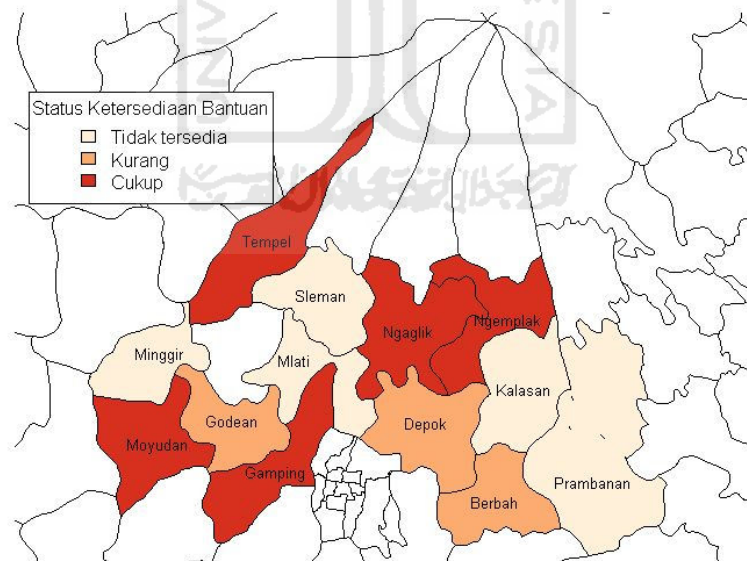 ESIA
Status Ketersediaan Bantuan
Tidak tersedia
Kurang
Cukup
Tempel
Sleman
Ngaglik
Ngemplak
Minggir
Mlati
Kalasan
Godean
Depok
Moyudan
Gamping
Prambanan
Berbah